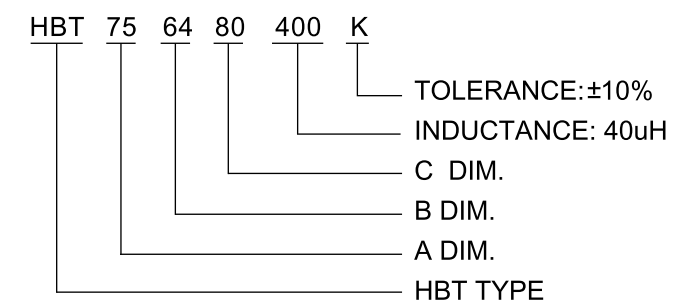 HBT 75 64 80 400 K
TOLERANCE:±10%
INDUCTANCE: 40uH
C DIM.
B DIM.
A DIM.
HBT TYPE